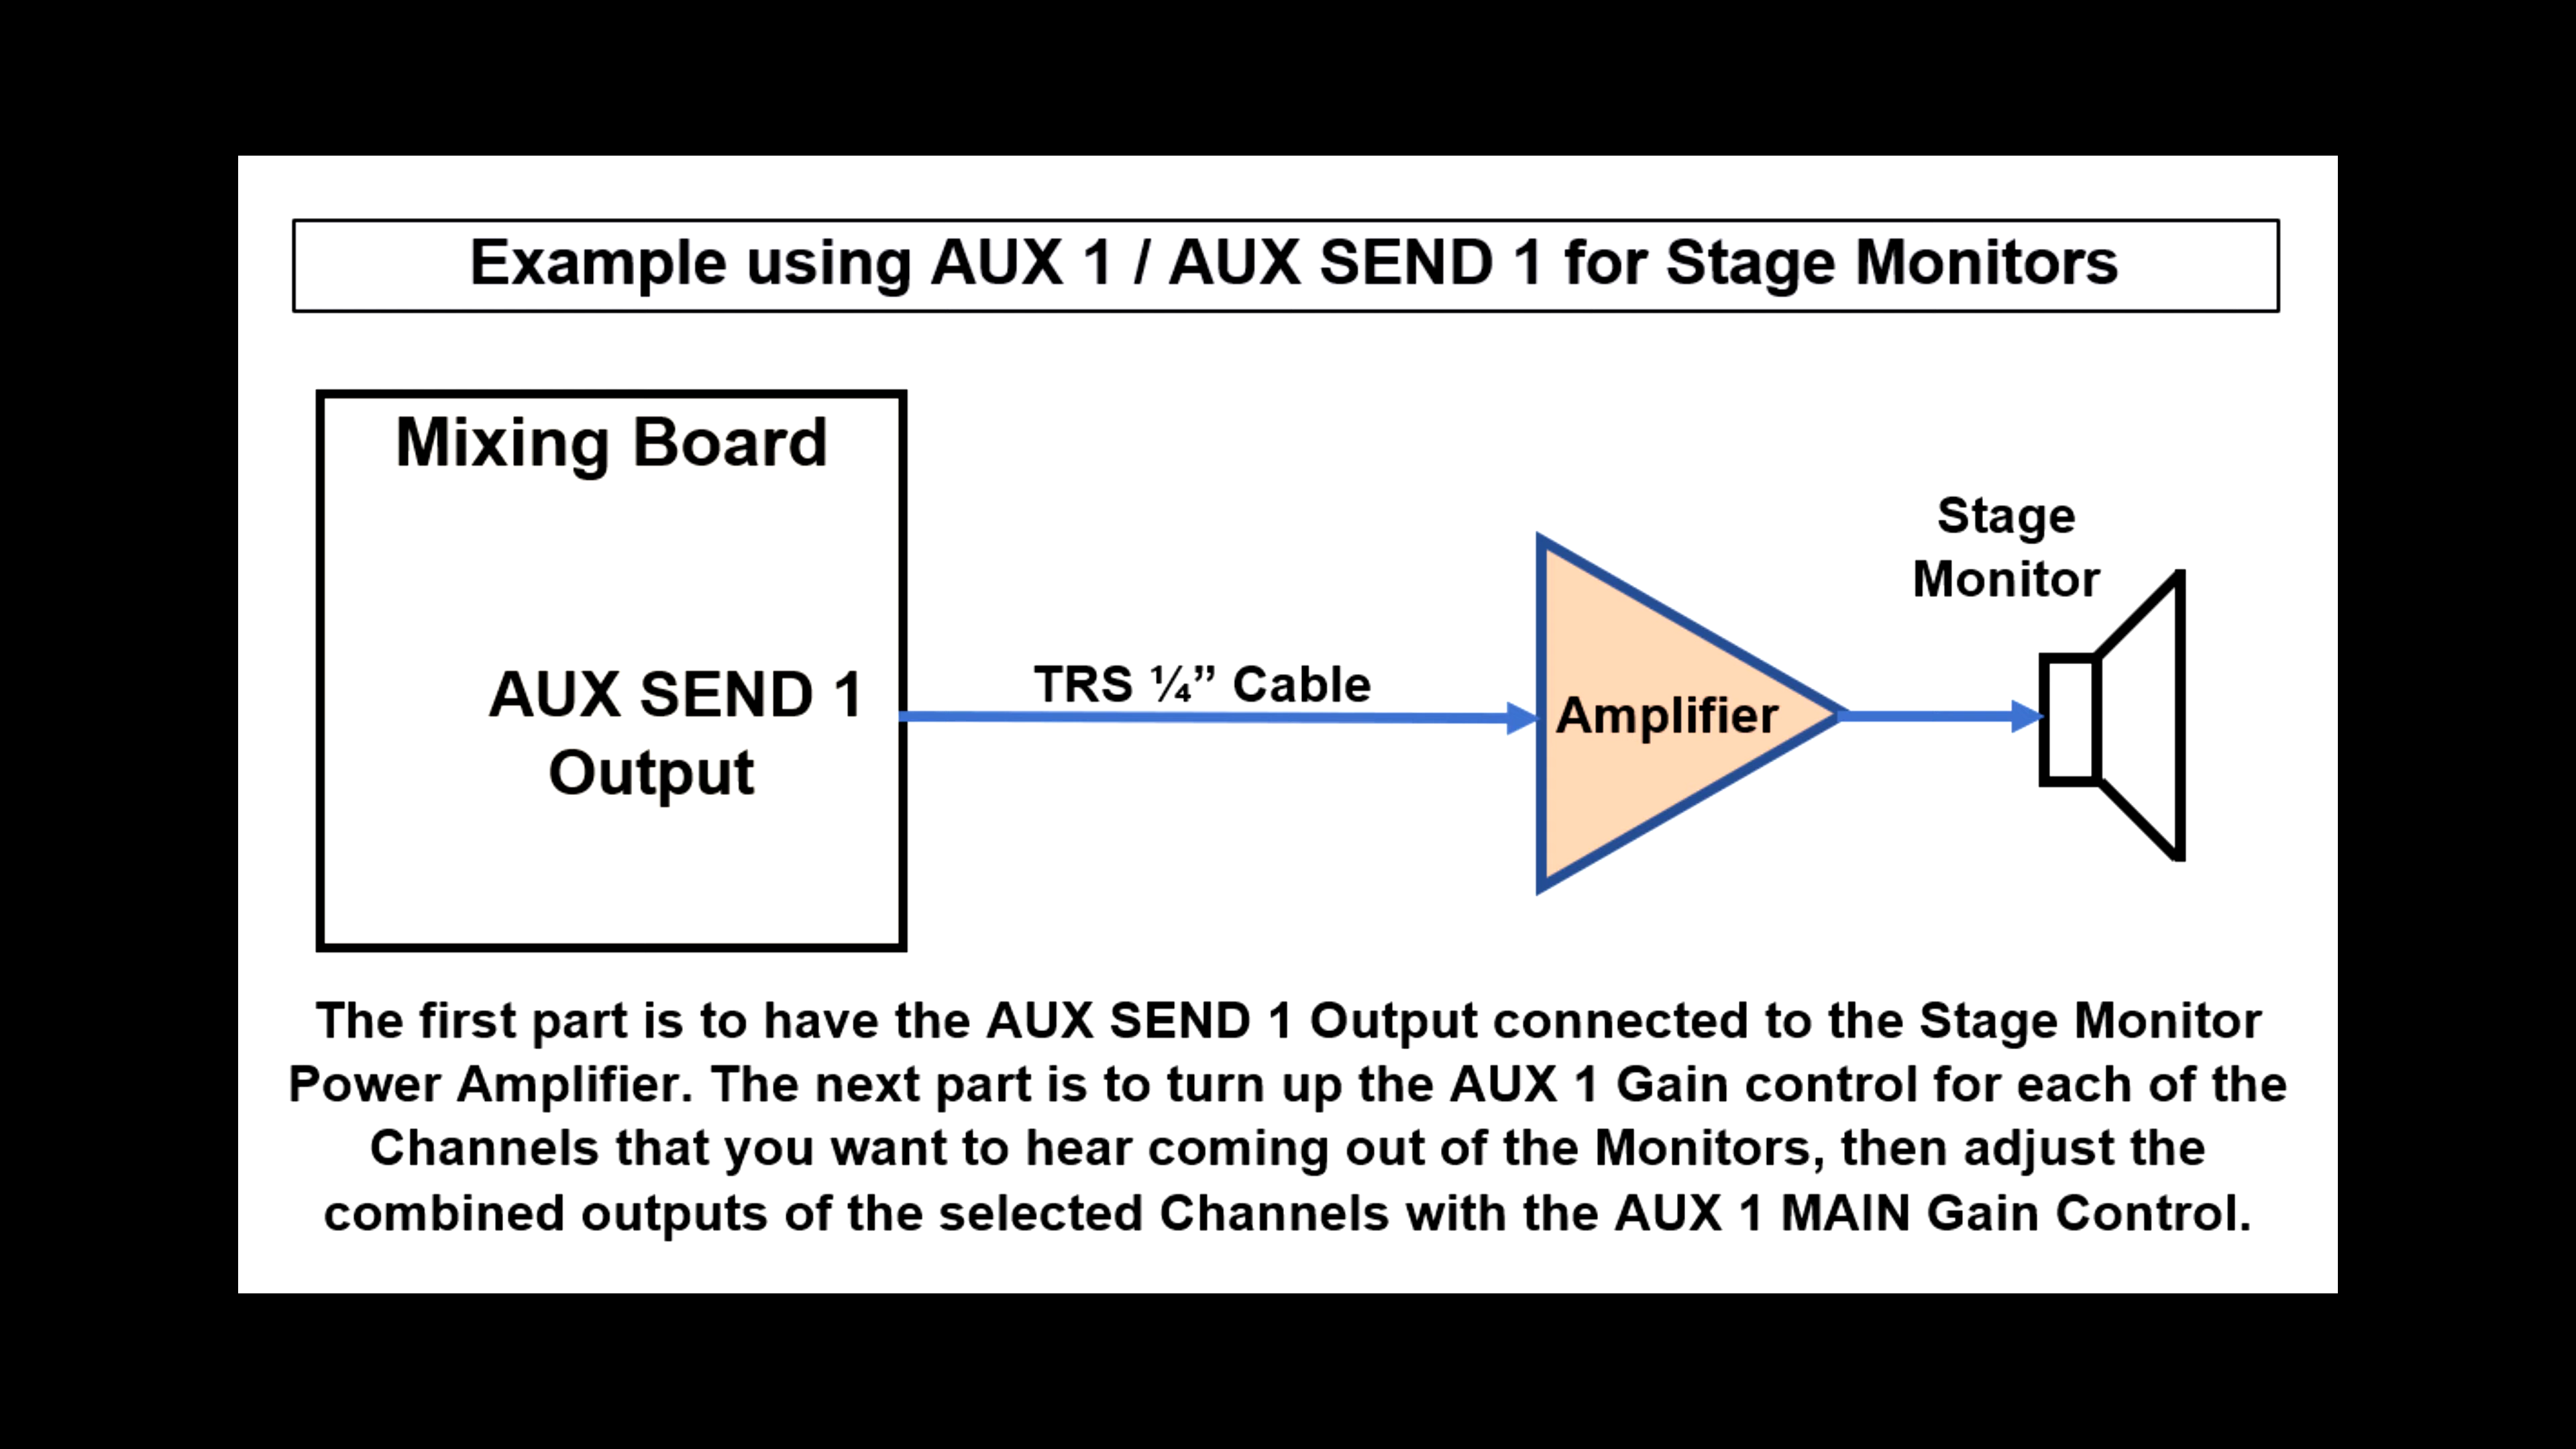 Example using AUX 1 / AUX SEND 1 for Stage Monitors
Mixing Board
AUX SEND 1
Output
TRS ¼” Cable
Amplifier
Stage
Monitor
The first part is to have the AUX SEND 1 Output connected to the Stage Monitor
Power Amplifier. The next part is to turn up the AUX 1 Gain control for each of the
Channels that you want to hear coming out of the Monitors, then adjust the
combined outputs of the selected Channels with the AUX 1 MAIN Gain Control.